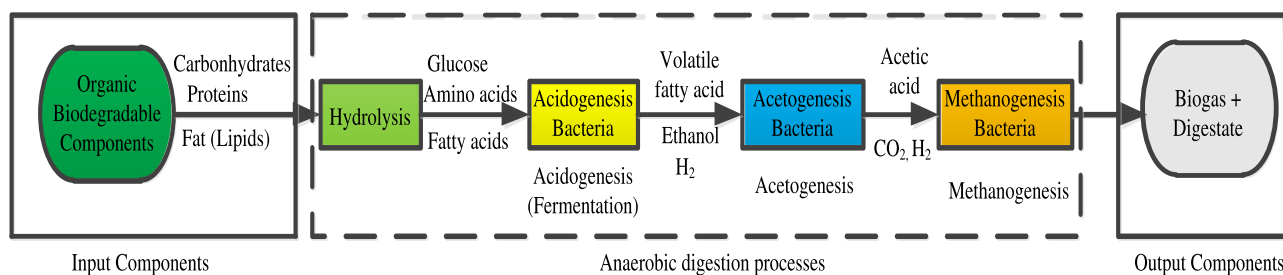 Organic
Biodegradable
Components
Carbonhydrates
Proteins
Fat (Lipids)
Hydrolysis
Glucose
Amino acids
Fatty acids
Acidogenesis
Bacteria
Acidogenesis
(Fermentation)
Volatile
fatty acid
Ethanol
H₂
Acetogenesis
Bacteria
Acetogenesis
Acetic
acid
CO₂, H₂
Methanogenesis
Bacteria
Methanogenesis
Biogas +
Digestate
Input Components
Anaerobic digestion processes
Output Components